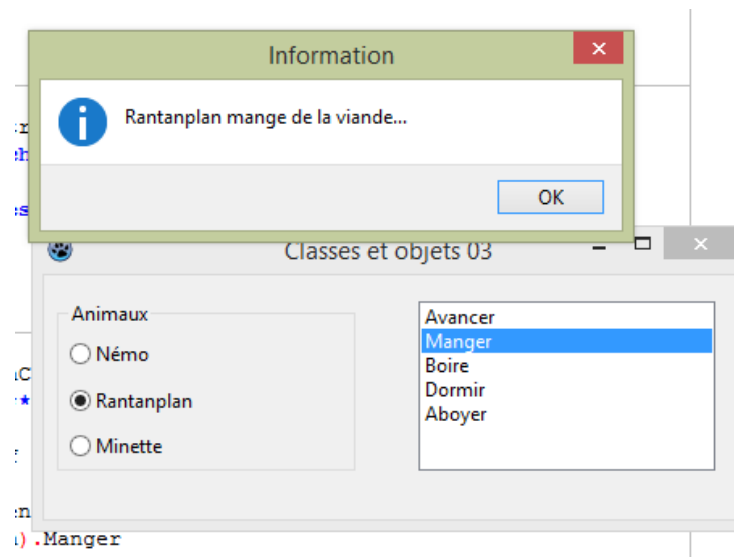 Information
Rantanplan mange de la viande...
OK
Classes et objets 03
Animaux
Némo
Rantanplan
Minette
Avancer
Manger
Boire
Dormir
Aboyer
).Manger